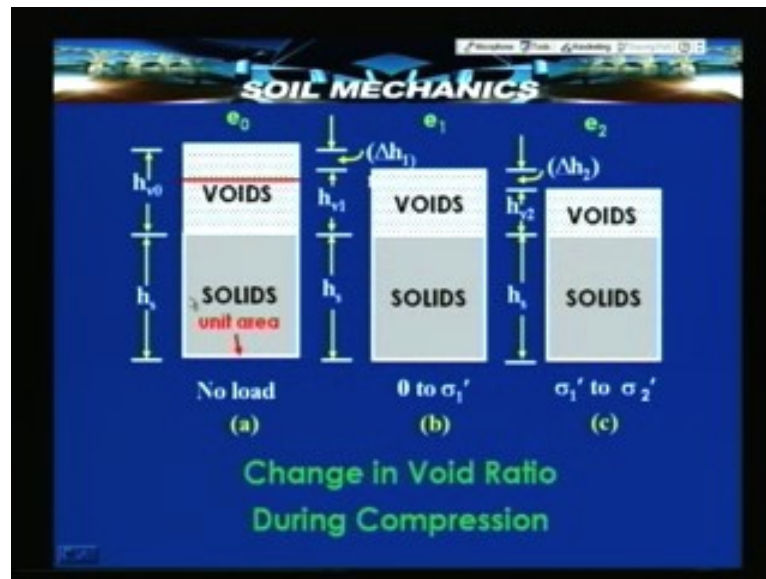 SOIL MECHANICS
e₀ e₁ e₂
(Δh₁)
(Δh₂)
hᵥ₀ VOIDS hᵥ₁ VOIDS hᵥ₂ VOIDS
hₛ SOLIDS hₛ SOLIDS hₛ SOLIDS
unit area
No load 0 to σ₁′ σ₁′ to σ₂′
(a) (b) (c)
Change in Void Ratio
During Compression